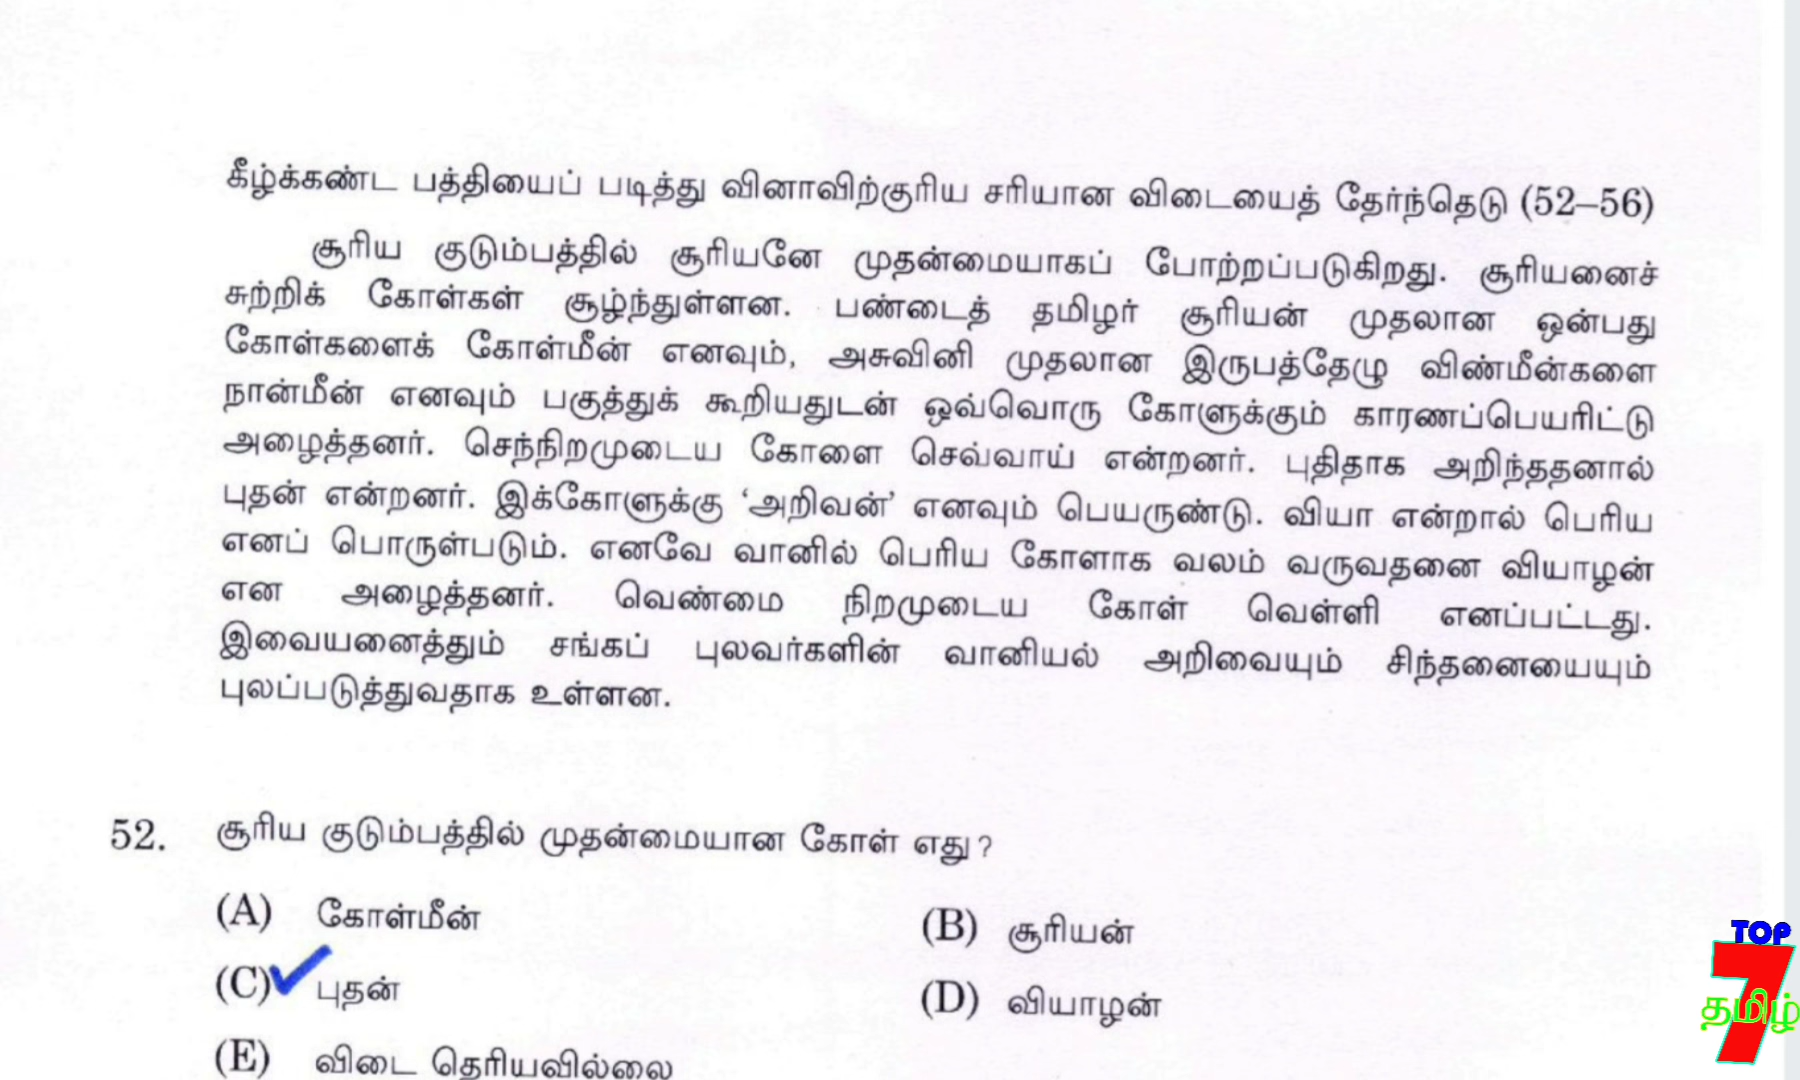 கீழ்க்கண்ட பத்தியைப் படித்து வினாவிற்குரிய சரியான விடையைத் தேர்ந்தெடு (52–56)
சூரிய குடும்பத்தில் சூரியனே முதன்மையாகப் போற்றப்படுகிறது. சூரியனைச்
சுற்றிக் கோள்கள் சூழ்ந்துள்ளன. பண்டைத் தமிழர் சூரியன் முதலான ஒன்பது
கோள்களைக் கோள்மீன் எனவும், அசுவினி முதலான இருபத்தேழு விண்மீன்களை
நான்மீன் எனவும் பகுத்துக் கூறியதுடன் ஒவ்வொரு கோளுக்கும் காரணப்பெயரிட்டு
அழைத்தனர். செந்நிறமுடைய கோளை செவ்வாய் என்றனர். புதிதாக அறிந்ததனால்
புதன் என்றனர். இக்கோளுக்கு ‘அறிவன்’ எனவும் பெயருண்டு. வியா என்றால் பெரிய
எனப் பொருள்படும். எனவே வானில் பெரிய கோளாக வலம் வருவதனை வியாழன்
என அழைத்தனர். வெண்மை நிறமுடைய கோள் வெள்ளி எனப்பட்டது.
இவையனைத்தும் சங்கப் புலவர்களின் வானியல் அறிவையும் சிந்தனையையும்
புலப்படுத்துவதாக உள்ளன.
52. சூரிய குடும்பத்தில் முதன்மையான கோள் எது?
(A) கோள்மீன் (B) சூரியன்
(C) புதன் (D) வியாழன்
(E) விடை தெரியவில்லை
TOP
7
தமிழ்